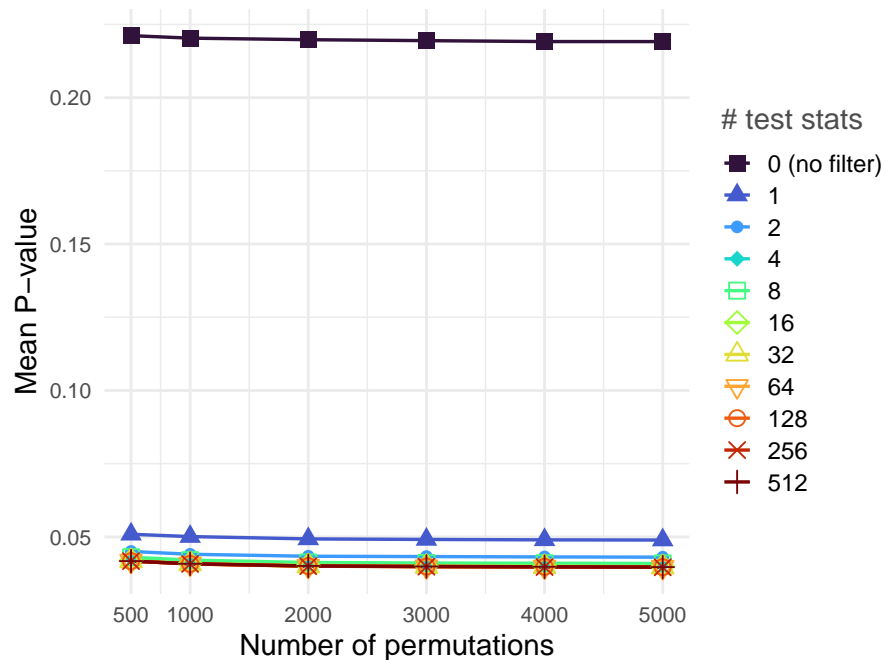 0.20
0.15
0.10
0.05
Mean P−value
500 1000 2000 3000 4000 5000
Number of permutations
# test stats
0 (no filter)
1
2
4
8
16
32
64
128
256
512